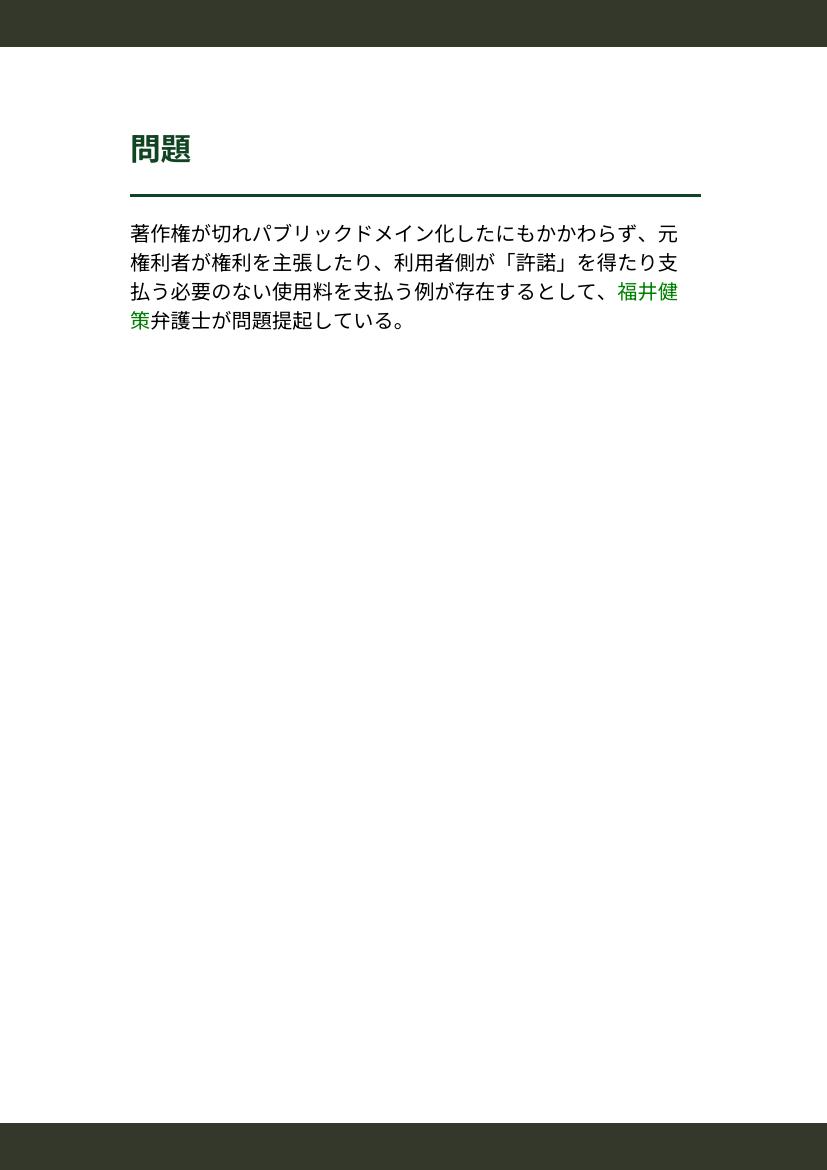 問題
著作権が切れパブリックドメイン化したにもかかわらず、元
権利者が権利を主張したり、利用者側が「許諾」を得たり支
払う必要のない使用料を支払う例が存在するとして、福井健
策弁護士が問題提起している。